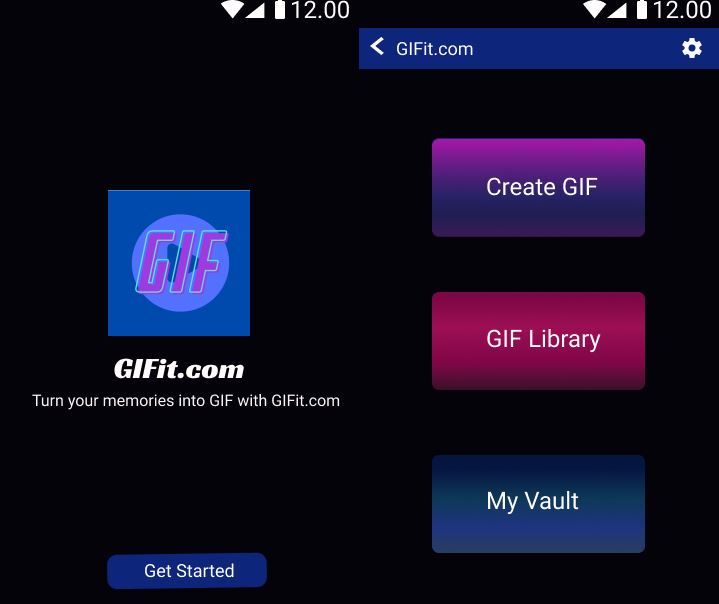 12.00
GIF
GIFit.com
Turn your memories into GIF with GIFit.com
Get Started
12.00
GIFit.com
Create GIF
GIF Library
My Vault